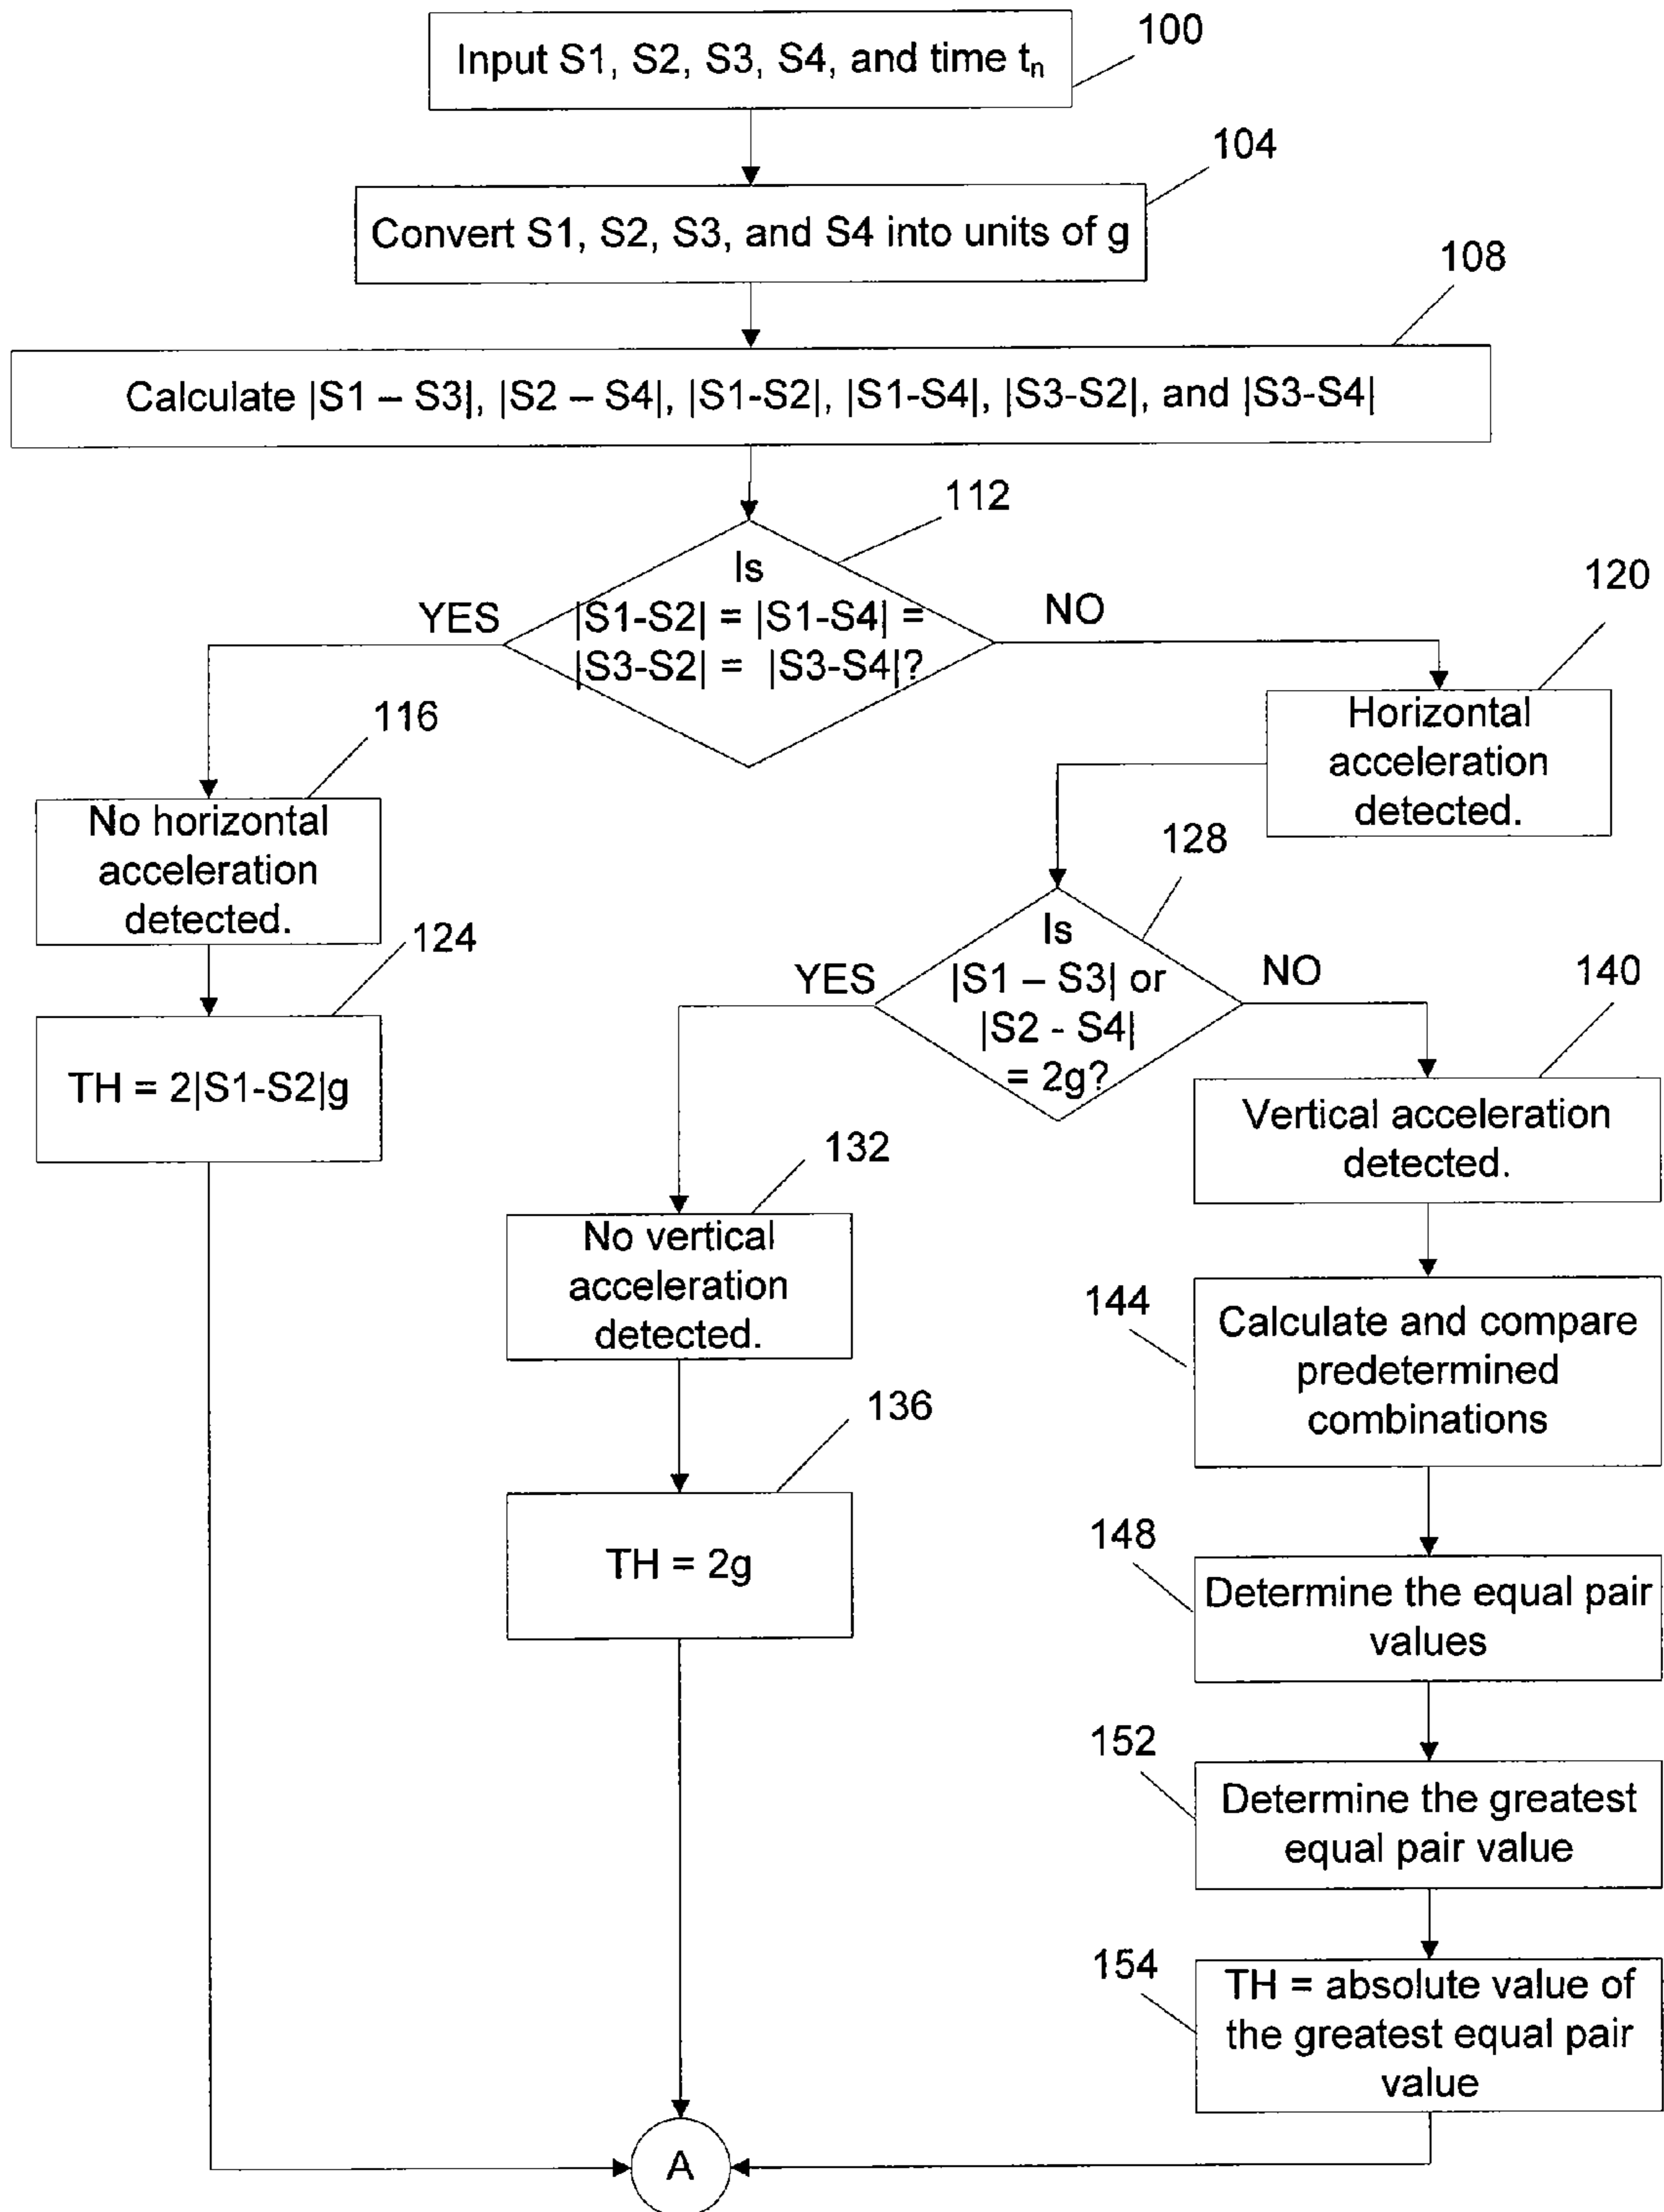 100
Input S1, S2, S3, S4, and time tn
104
Convert S1, S2, S3, and S4 into units of g
108
Calculate |S1 – S3|, |S2 – S4|, |S1-S2|, |S1-S4|, |S3-S2|, and |S3-S4|
112
Is
|S1-S2| = |S1-S4| =
|S3-S2| = |S3-S4|?
YES
NO
120
Horizontal
acceleration
detected.
116
No horizontal
acceleration
detected.
124
TH = 2|S1-S2|g
128
Is
|S1 – S3| or
|S2 - S4|
= 2g?
YES
NO
132
No vertical
acceleration
detected.
136
TH = 2g
140
Vertical acceleration
detected.
144
Calculate and compare
predetermined
combinations
148
Determine the equal pair
values
152
Determine the greatest
equal pair value
154
TH = absolute value of
the greatest equal pair
value
A